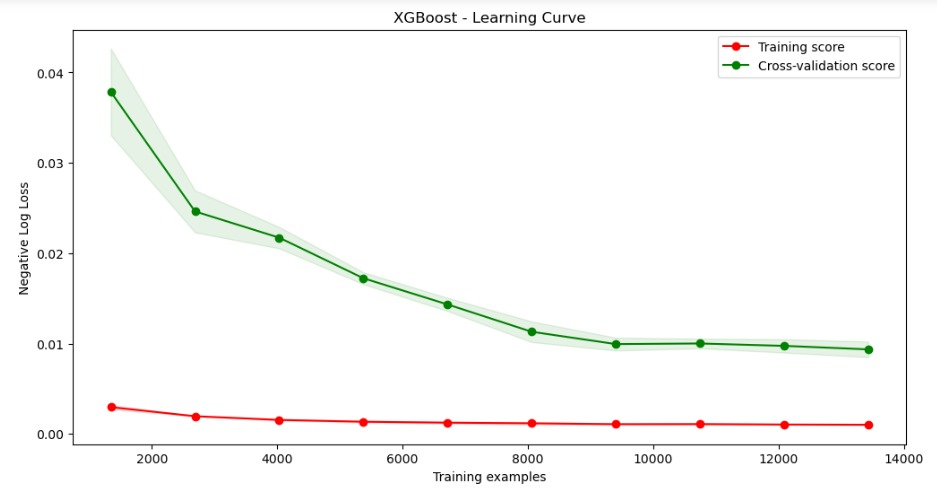 XGBoost - Learning Curve
Training score
Cross-validation score
Negative Log Loss
0.04
0.03
0.02
0.01
0.00
2000 4000 6000 8000 10000 12000 14000
Training examples